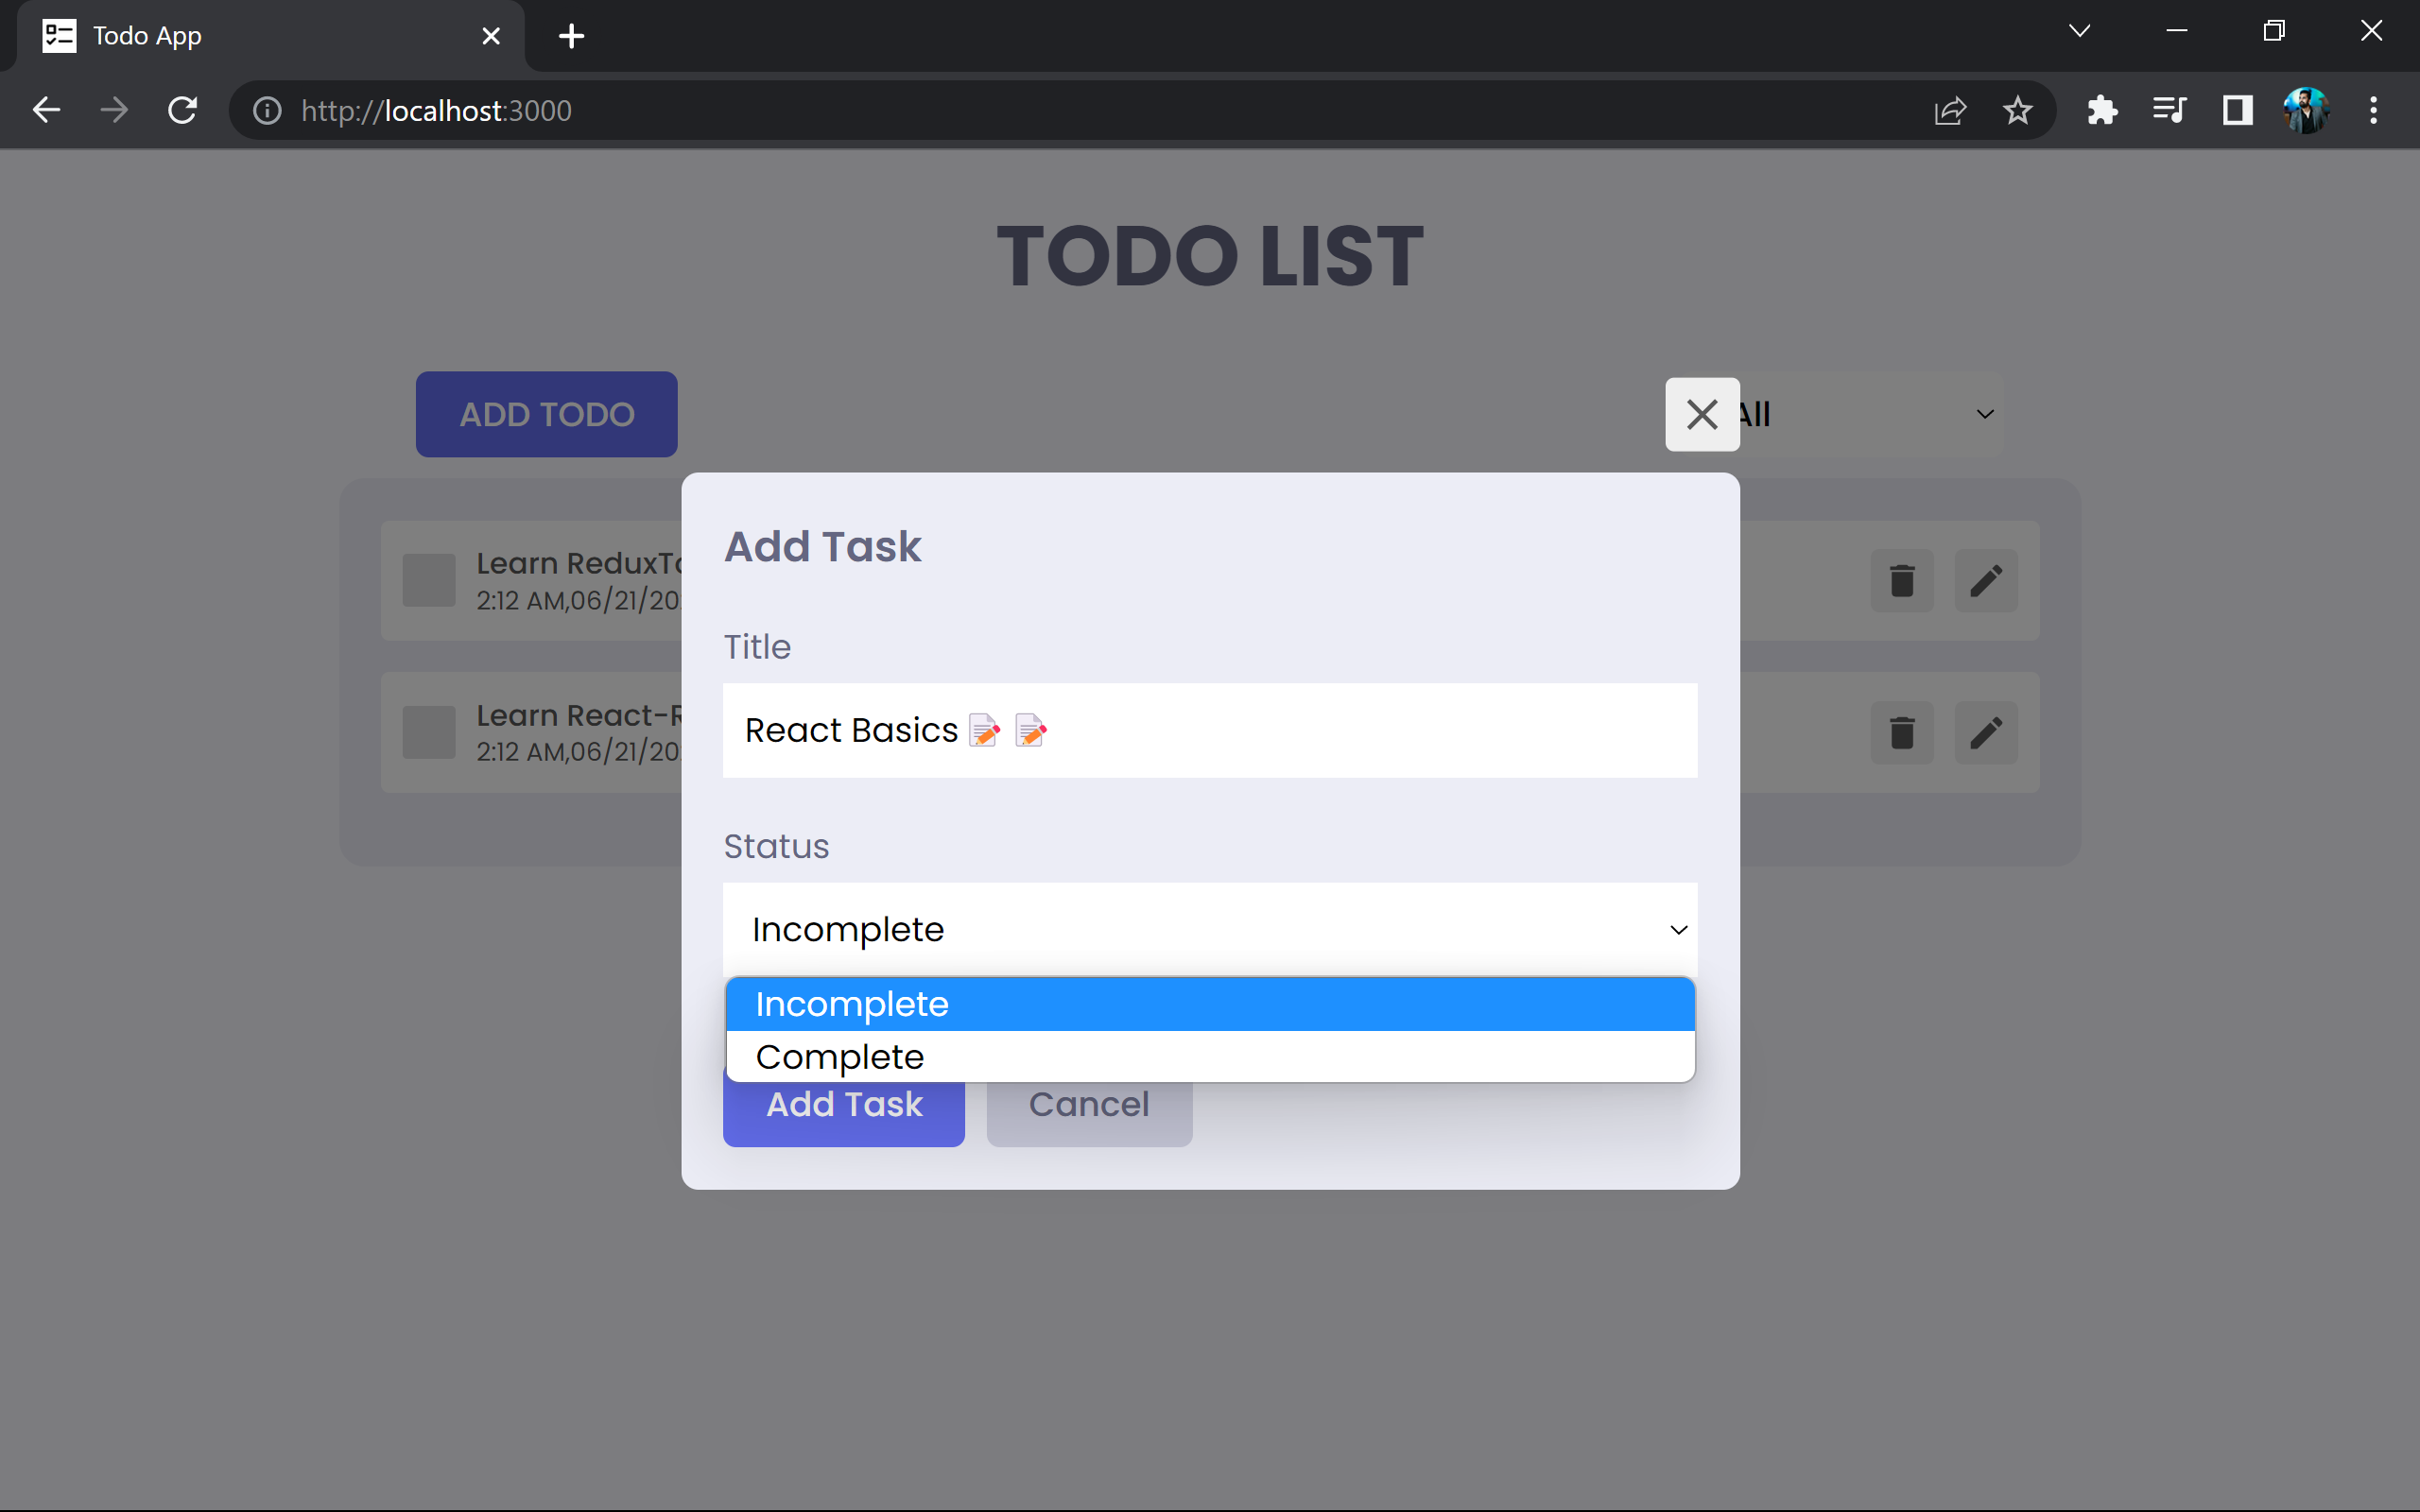 Todo App
http://localhost:3000
TODO LIST
ADD TODO
All
Add Task
Learn ReduxTo
2:12 AM,06/21/20
Title
React Basics📝 📝
Learn React-R
2:12 AM,06/21/20
Status
Incomplete
Incomplete
Complete
Add Task
Cancel